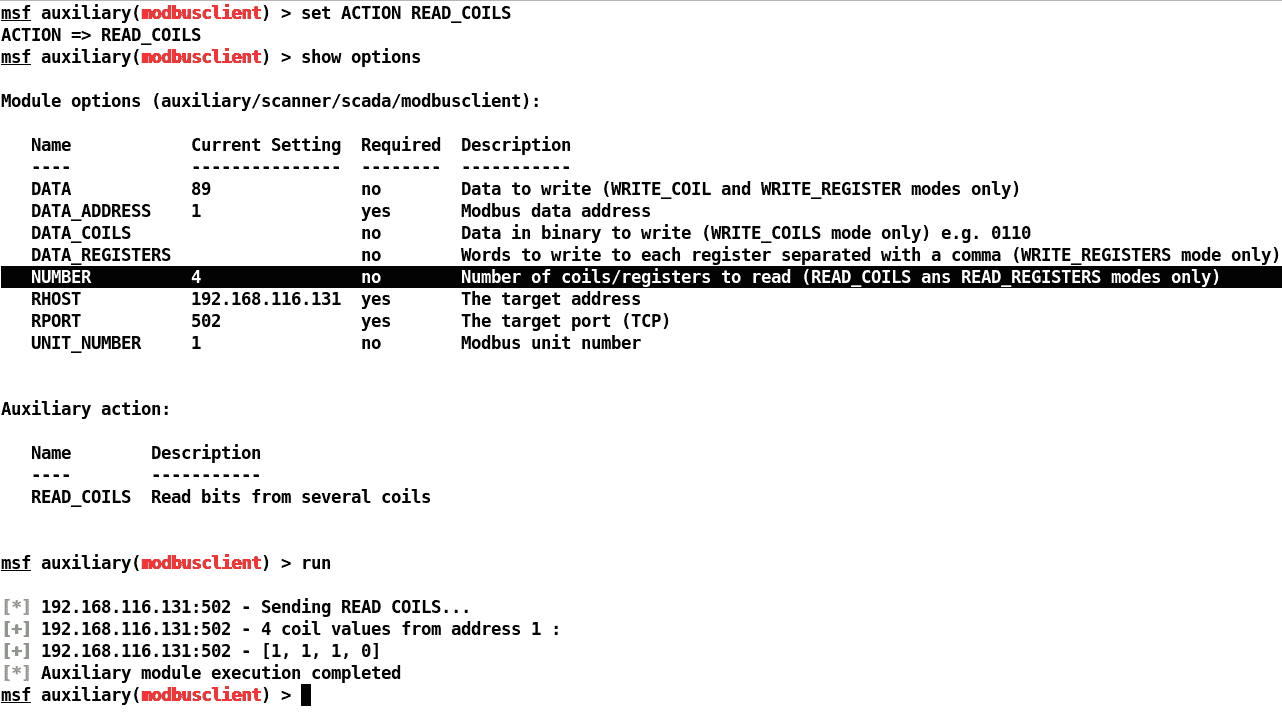 msf auxiliary(modbusclient) > set ACTION READ_COILS
ACTION => READ_COILS
msf auxiliary(modbusclient) > show options
Module options (auxiliary/scanner/scada/modbusclient):
Name Current Setting Required Description
---- --------------- -------- -----------
DATA 89 no Data to write (WRITE_COIL and WRITE_REGISTER modes only)
DATA_ADDRESS 1 yes Modbus data address
DATA_COILS no Data in binary to write (WRITE_COILS mode only) e.g. 0110
DATA_REGISTERS no Words to write to each register separated with a comma (WRITE_REGISTERS mode only)
NUMBER 4 no Number of coils/registers to read (READ_COILS ans READ_REGISTERS modes only)
RHOST 192.168.116.131 yes The target address
RPORT 502 yes The target port (TCP)
UNIT_NUMBER 1 no Modbus unit number
Auxiliary action:
Name Description
---- -----------
READ_COILS Read bits from several coils
msf auxiliary(modbusclient) > run
[*] 192.168.116.131:502 - Sending READ COILS...
[+] 192.168.116.131:502 - 4 coil values from address 1 :
[+] 192.168.116.131:502 - [1, 1, 1, 0]
[*] Auxiliary module execution completed
msf auxiliary(modbusclient) >